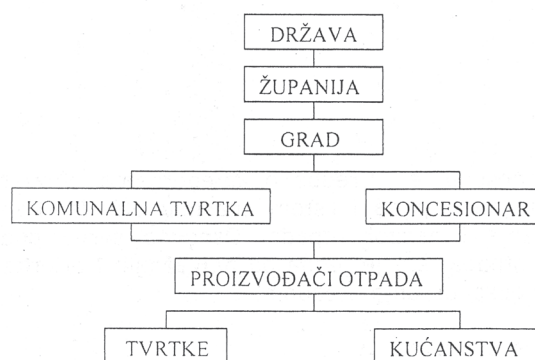 DRŽAVA
ŽUPANIJA
GRAD
KOMUNALNA TVRTKA
KONCESIONAR
PROIZVOĐAČI OTPADA
TVRTKE
KUĆANSTVA